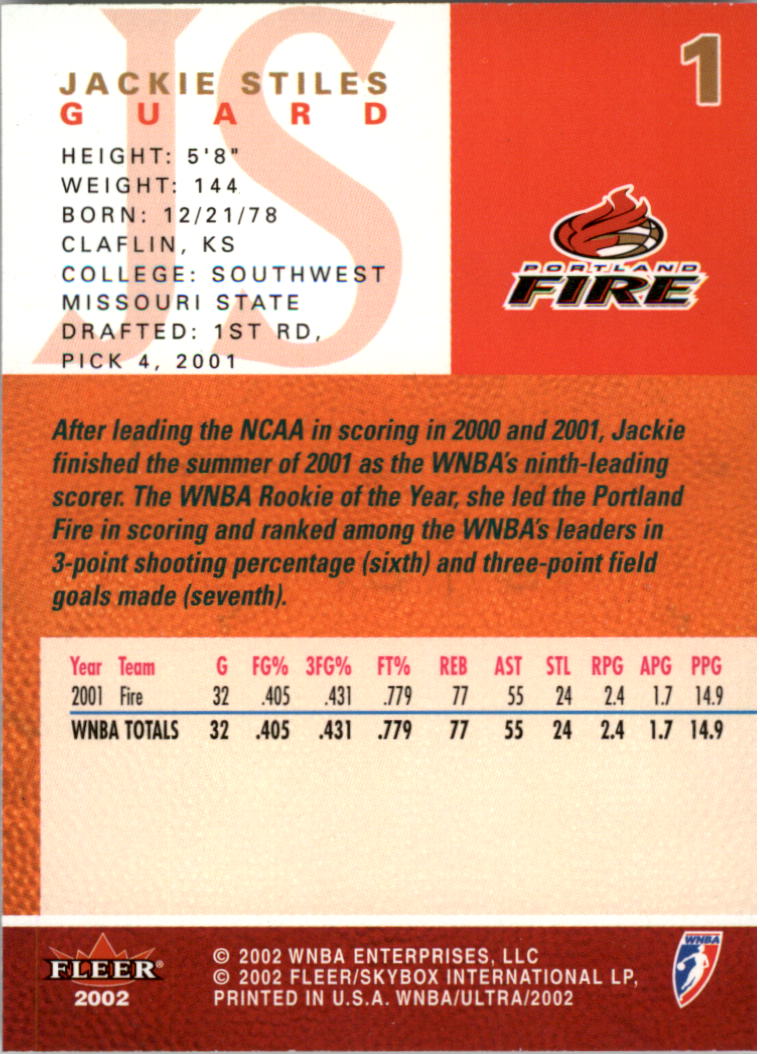 JS
JACKIE STILES
GUARD
1
HEIGHT: 5'8"
WEIGHT: 144
BORN: 12/21/78
CLAFLIN, KS
COLLEGE: SOUTHWEST
MISSOURI STATE
DRAFTED: 1ST RD,
PICK 4, 2001
PORTLAND
FIRE
After leading the NCAA in scoring in 2000 and 2001, Jackie
finished the summer of 2001 as the WNBA's ninth-leading
scorer. The WNBA Rookie of the Year, she led the Portland
Fire in scoring and ranked among the WNBA's leaders in
3-point shooting percentage (sixth) and three-point field
goals made (seventh).
Year Team G FG% 3FG% FT% REB AST STL RPG APG PPG
2001 Fire 32 .405 .431 .779 77 55 24 2.4 1.7 14.9
WNBA TOTALS 32 .405 .431 .779 77 55 24 2.4 1.7 14.9
FLEER®
2002
© 2002 WNBA ENTERPRISES, LLC
© 2002 FLEER/SKYBOX INTERNATIONAL LP,
PRINTED IN U.S.A. WNBA/ULTRA/2002
WNBA